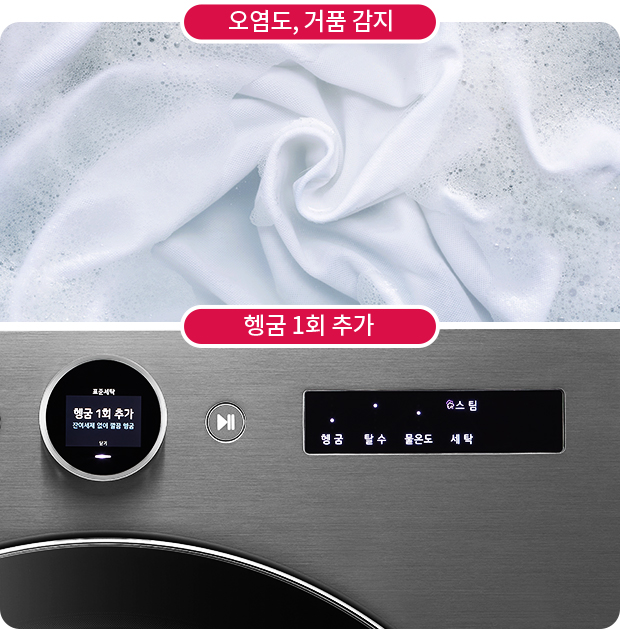 오염도, 거품 감지
헹굼 1회 추가
표준세탁
헹굼 1회 추가
잔여세제 없이 깔끔 헹굼
닫기
스팀
헹굼 탈수 물온도 세탁